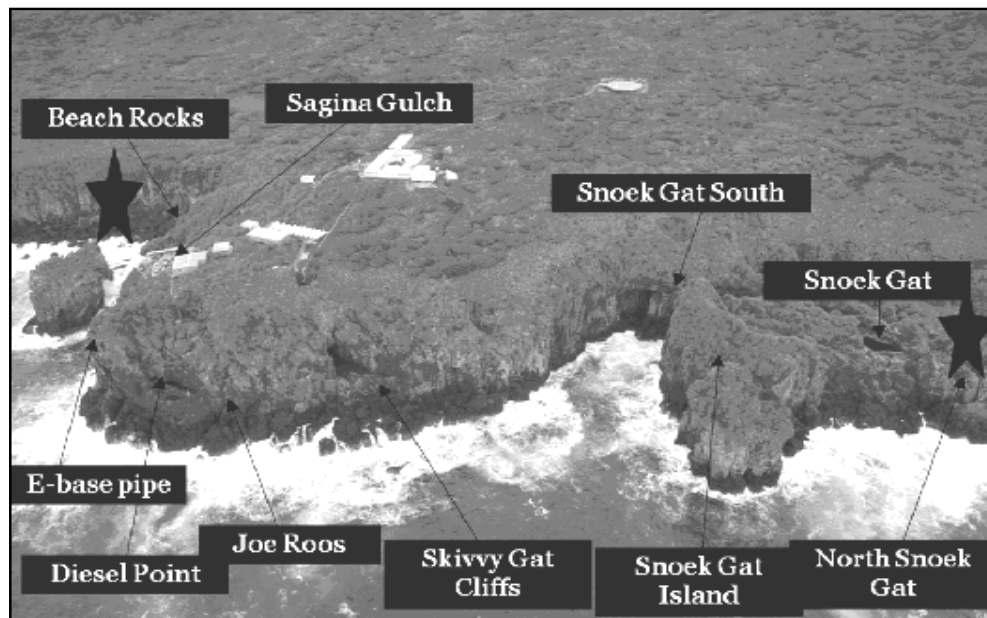 Sagina Gulch
Beach Rocks
Snoek Gat South
Snoek Gat
E-base pipe
Joe Roos
Diesel Point
Skivvy Gat
Cliffs
Snoek Gat
Island
North Snoek
Gat